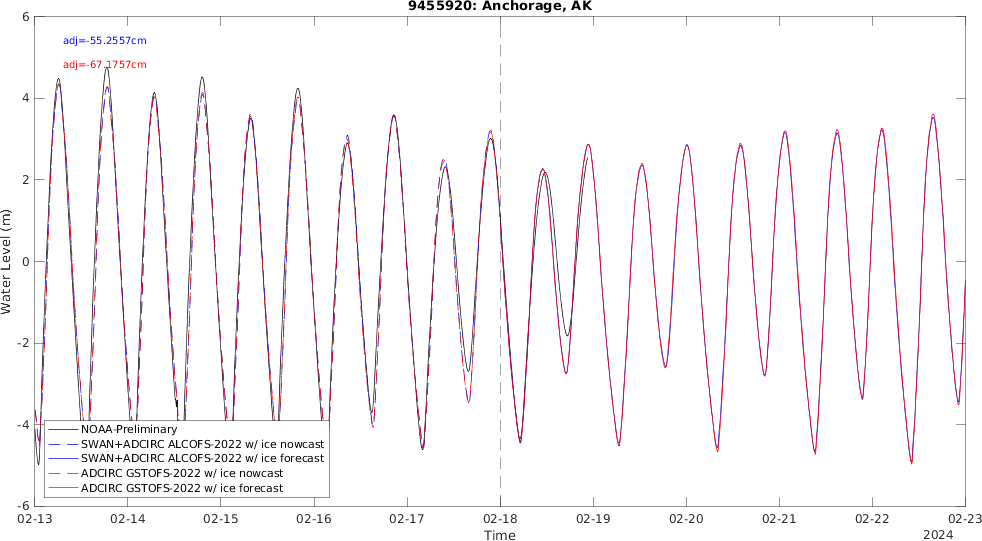 9455920: Anchorage, AK
adj=-55.2557cm
adj=-67.1757cm
Water Level (m)
6
4
2
0
-2
-4
-6
NOAA-Preliminary
SWAN+ADCIRC ALCOFS-2022 w/ ice nowcast
SWAN+ADCIRC ALCOFS-2022 w/ ice forecast
ADCIRC GSTOFS-2022 w/ ice nowcast
ADCIRC GSTOFS-2022 w/ ice forecast
02-13 02-14 02-15 02-16 02-17 02-18 02-19 02-20 02-21 02-22 02-23
Time
2024